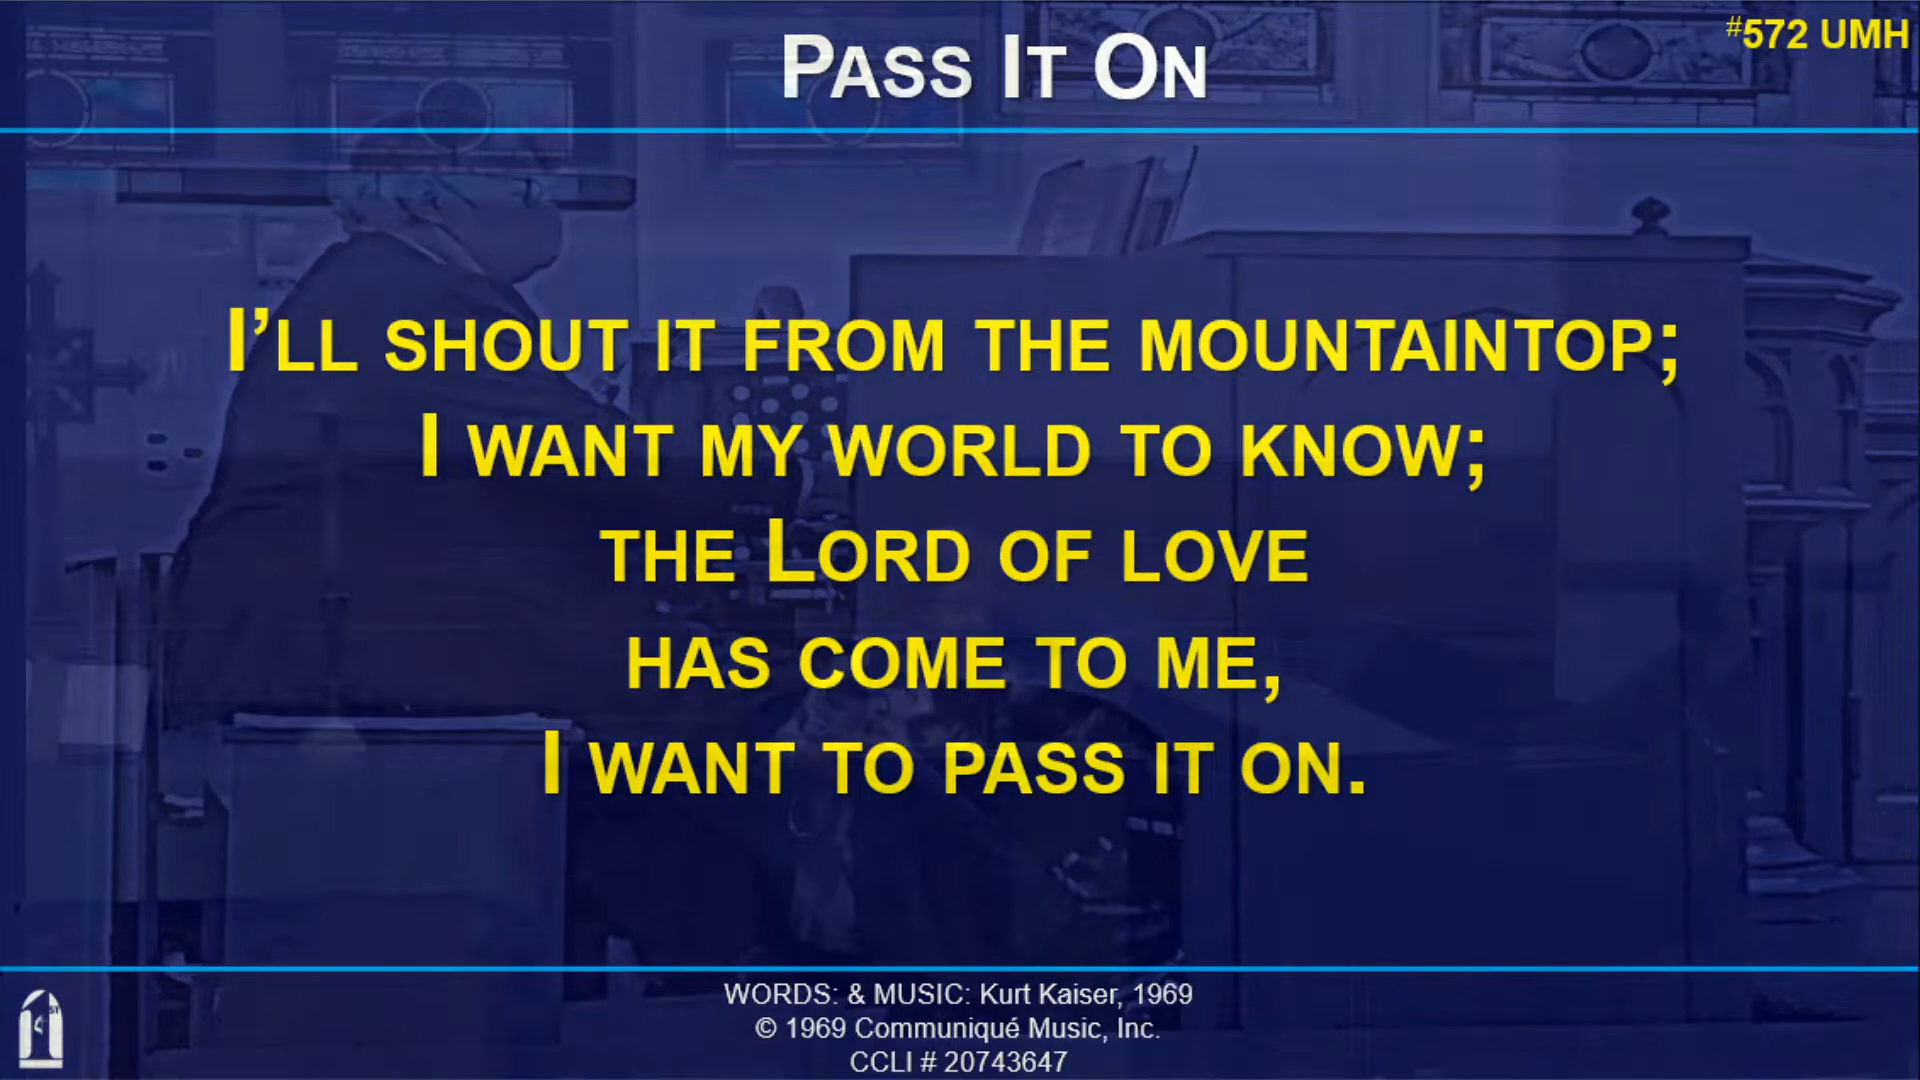 #572 UMH
Pass It On
I’ll shout it from the mountaintop;
I want my world to know;
the Lord of love
has come to me,
I want to pass it on.
WORDS: & MUSIC: Kurt Kaiser, 1969
© 1969 Communiqué Music, Inc.
CCLI # 20743647